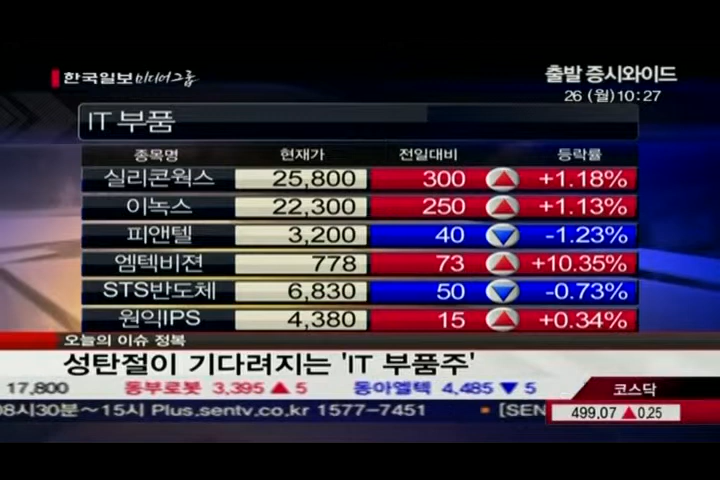 한국일보 미디어그룹
출발 증시와이드
26 (월) 10:27
IT 부품
종목명 현재가 전일대비 등락률
실리콘웍스 25,800 300 ▲ +1.18%
이녹스 22,300 250 ▲ +1.13%
피앤텔 3,200 40 ▼ -1.23%
엠텍비젼 778 73 ▲ +10.35%
STS반도체 6,830 50 ▼ -0.73%
원익IPS 4,380 15 ▲ +0.34%
오늘의 이슈 정복
성탄절이 기다려지는 'IT 부품주'
17,800 동부로봇 3,395 ▲ 5 동아엘텍 4,485 ▼ 5
코스닥
08시30분~15시 Plus.sentv.co.kr 1577-7451 [SEN
499.07 ▲0.25